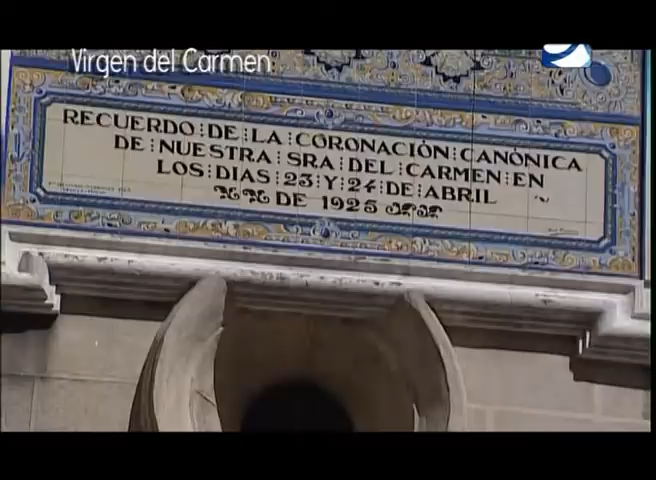 Virgen del Carmen
RECUERDO DE LA CORONACIÓN CANÓNICA
DE NUESTRA SRA DEL CARMEN EN
LOS DIAS 23 Y 24 DE ABRIL
DE 1925